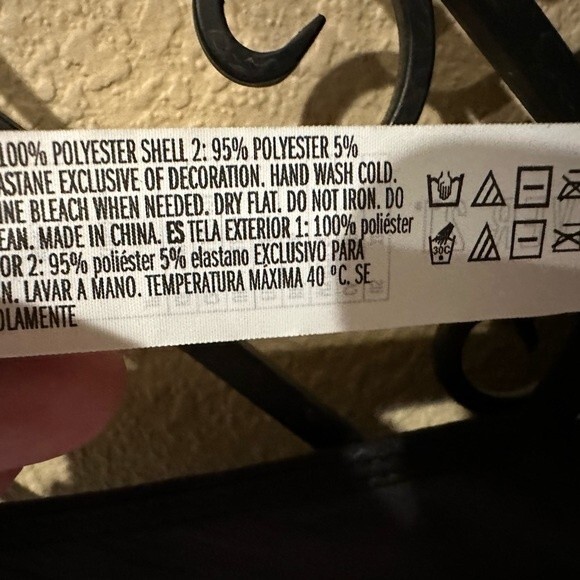 100% POLYESTER SHELL 2: 95% POLYESTER 5%
ASTANE EXCLUSIVE OF DECORATION. HAND WASH COLD.
INE BLEACH WHEN NEEDED. DRY FLAT. DO NOT IRON. DO
EAN. MADE IN CHINA. ES TELA EXTERIOR 1: 100% poliéster
OR 2: 95% poliéster 5% elastano EXCLUSIVO PARA
N. LAVAR A MANO. TEMPERATURA MÁXIMA 40 ºC. SE
OLAMENTE
30C